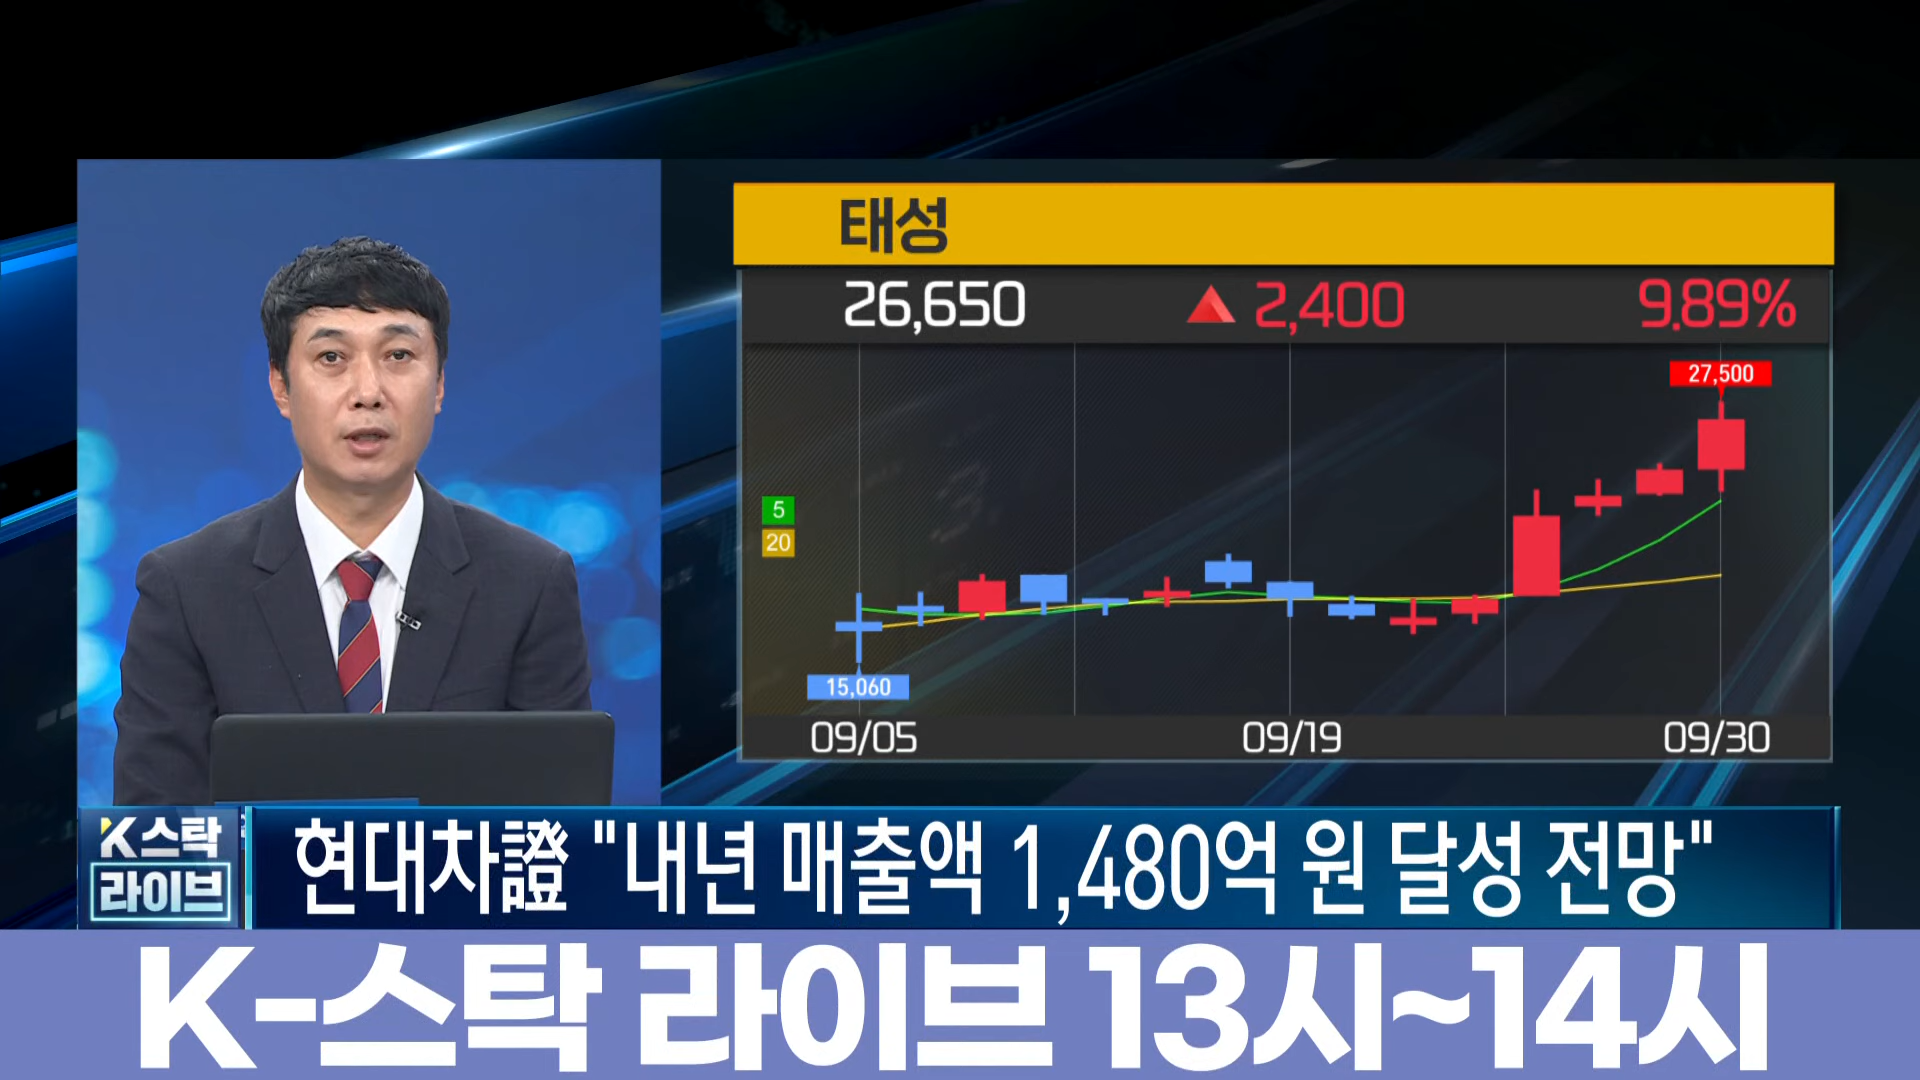 태성
26,650 ▲ 2,400 9.89%
27,500
5
20
15,060
09/05 09/19 09/30
K스탁
라이브
현대차證 "내년 매출액 1,480억 원 달성 전망"
K-스탁 라이브 13시~14시